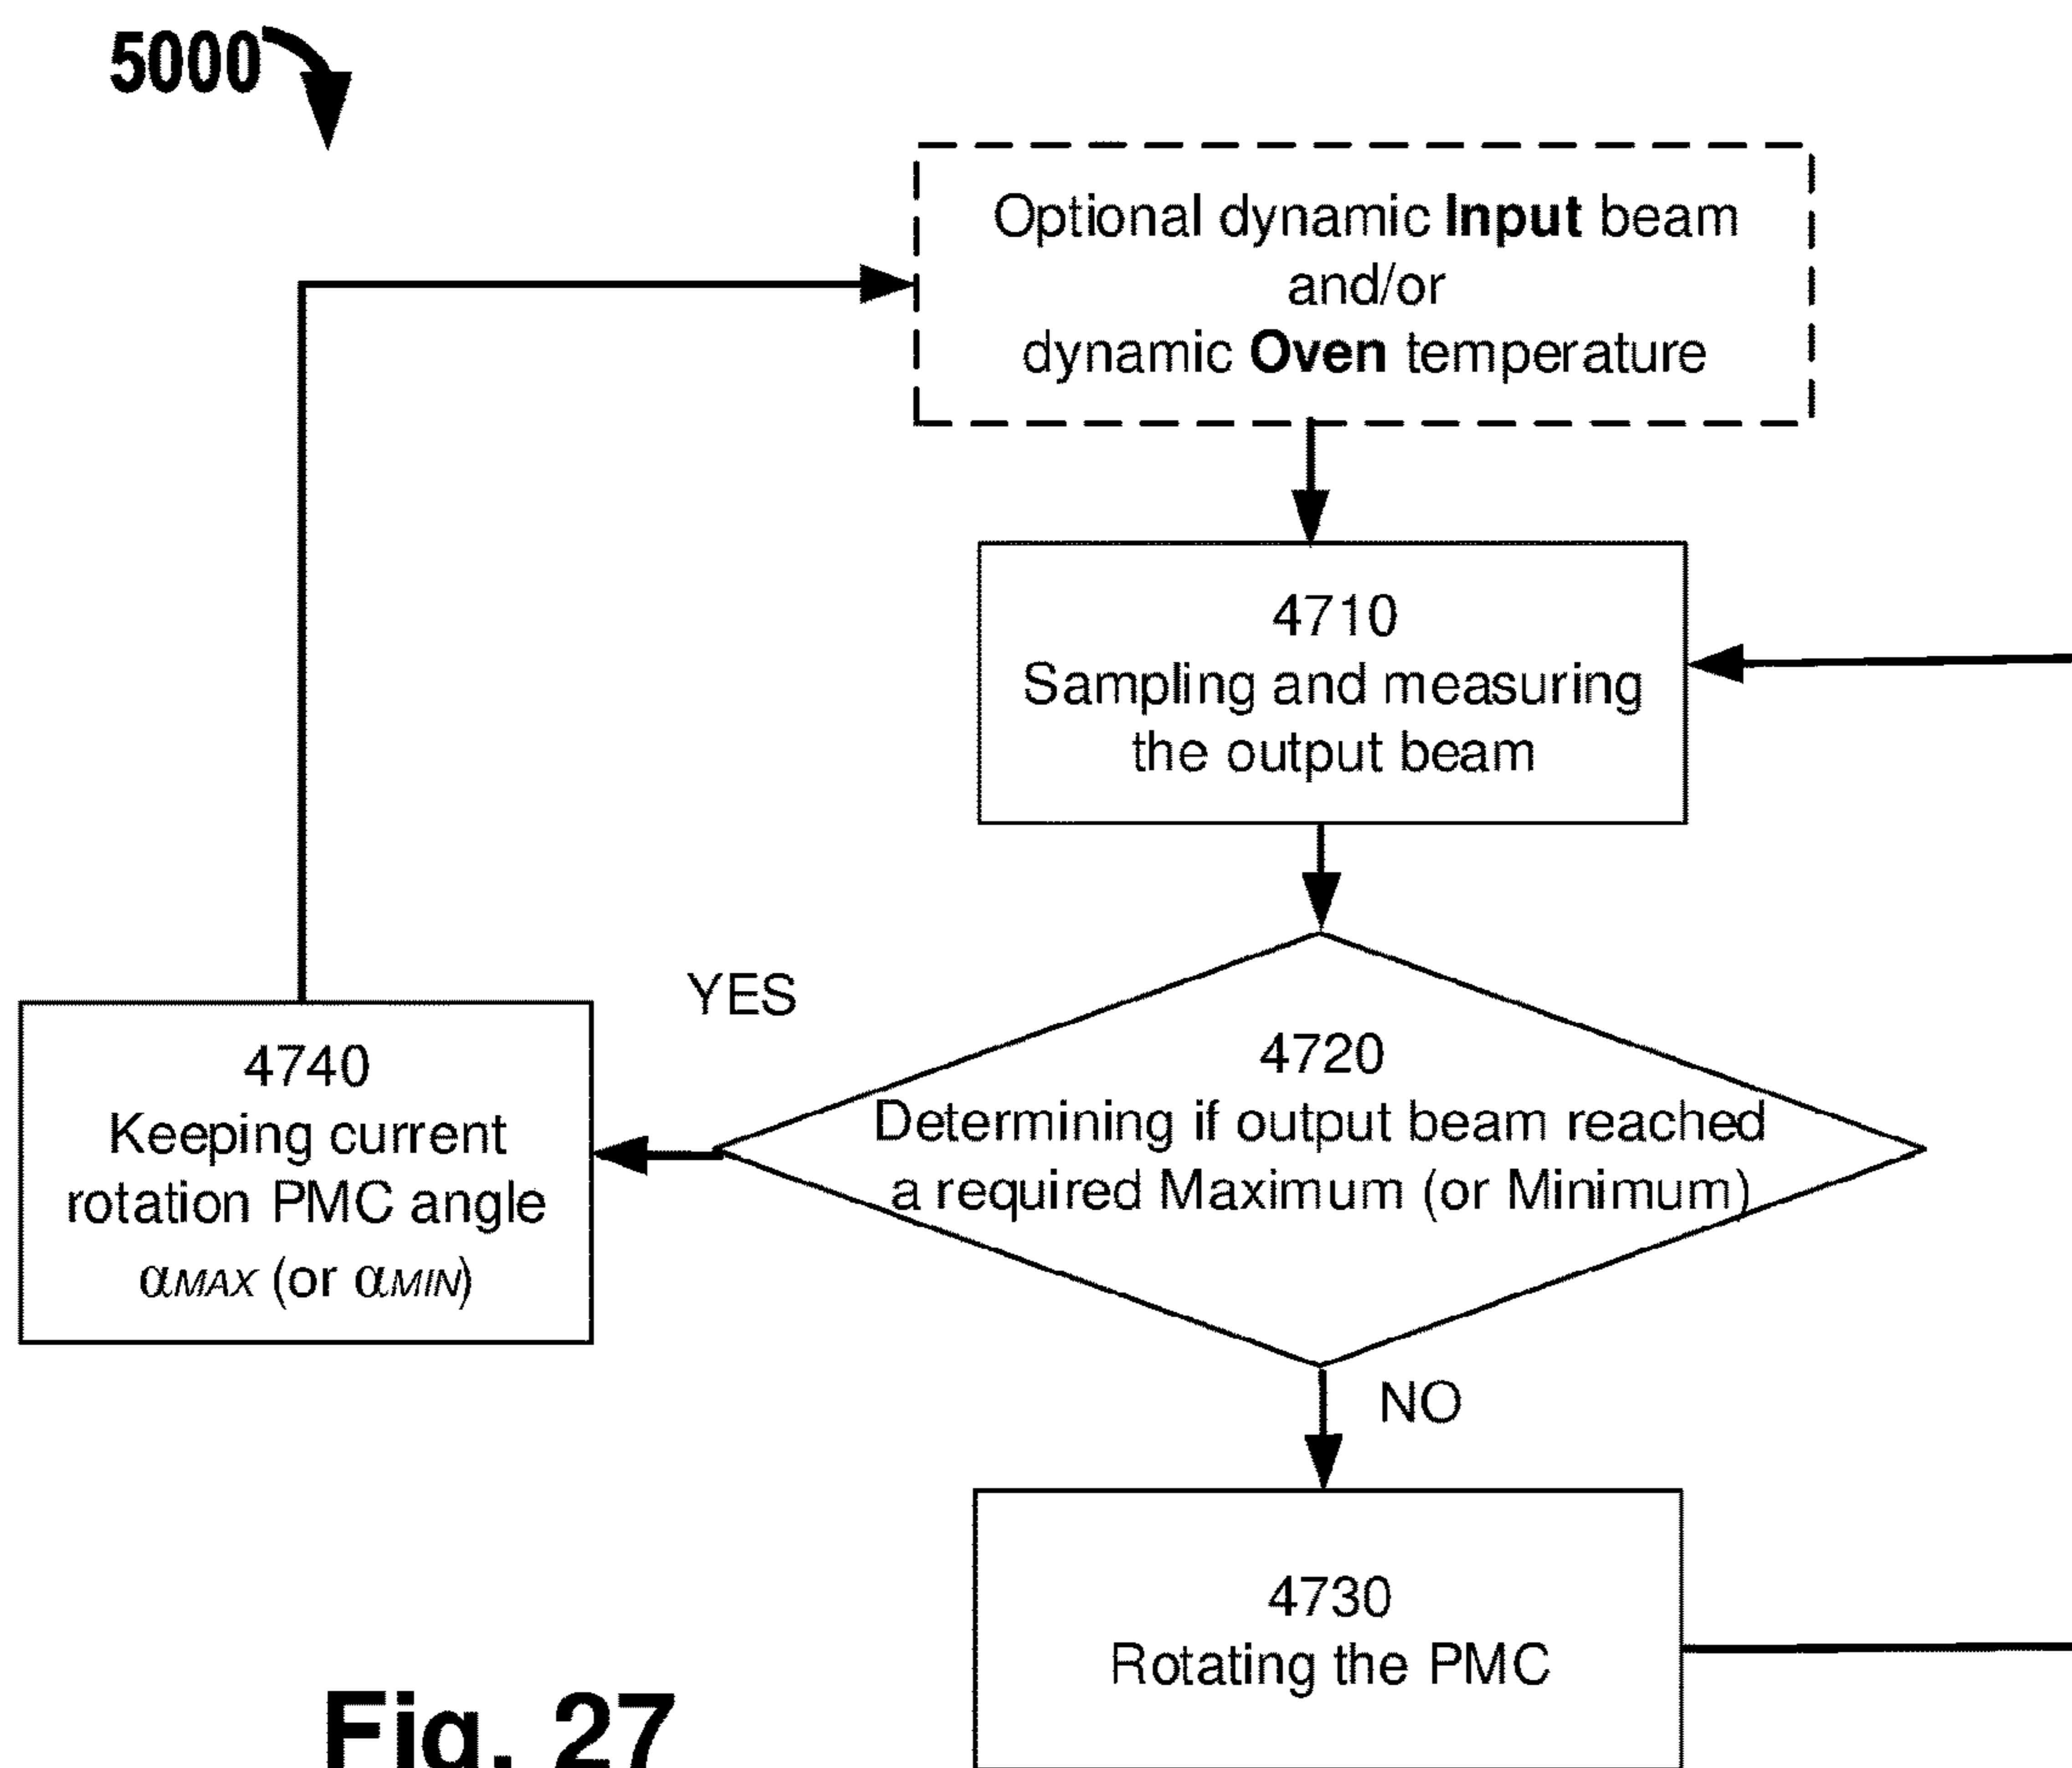 5000
Optional dynamic Input beam
and/or
dynamic Oven temperature
4710
Sampling and measuring
the output beam
YES
4720
Determining if output beam reached
a required Maximum (or Minimum)
4740
Keeping current
rotation PMC angle
αMAX (or αMIN)
NO
4730
Rotating the PMC
Fig. 27